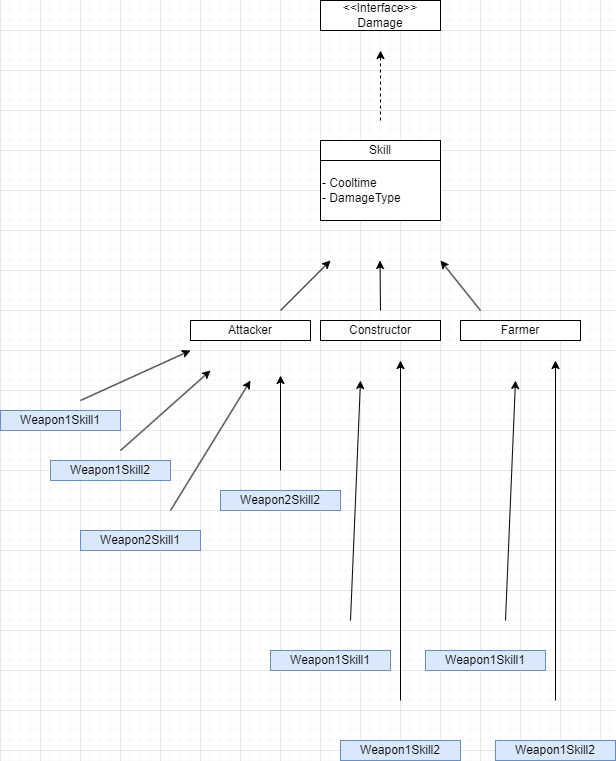 <<Interface>>
Damage
Skill
- Cooltime
- DamageType
Attacker
Constructor
Farmer
Weapon1Skill1
Weapon1Skill2
Weapon2Skill2
Weapon2Skill1
Weapon1Skill1
Weapon1Skill1
Weapon1Skill2
Weapon1Skill2